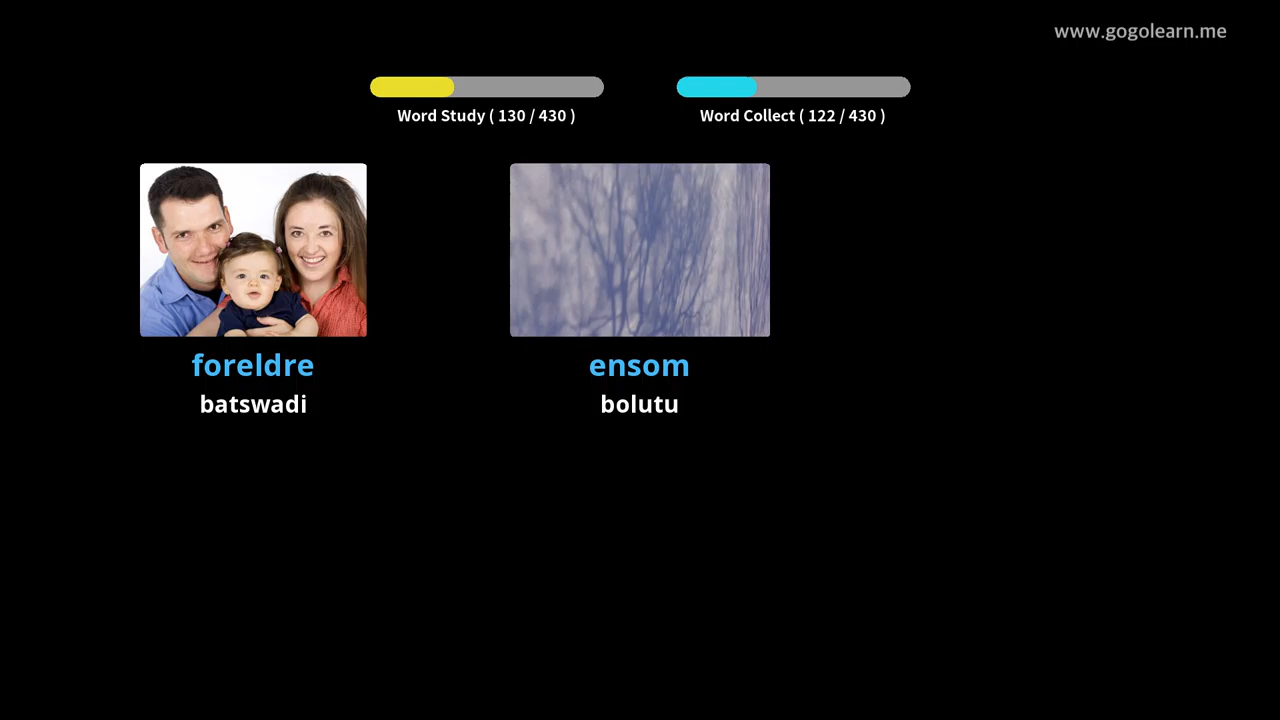 www.gogolearn.me
Word Study ( 130 / 430 )
Word Collect ( 122 / 430 )
foreldre
batswadi
ensom
bolutu